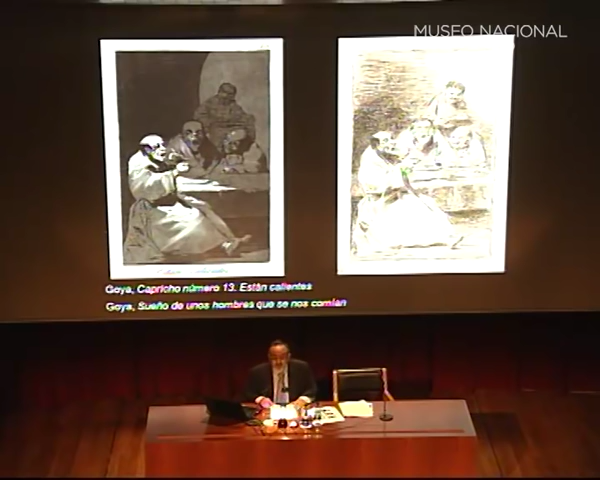 MUSEO NACIONAL
Goya, Capricho número 13. Están calientes
Goya, Sueño de unos hombres que se nos comían